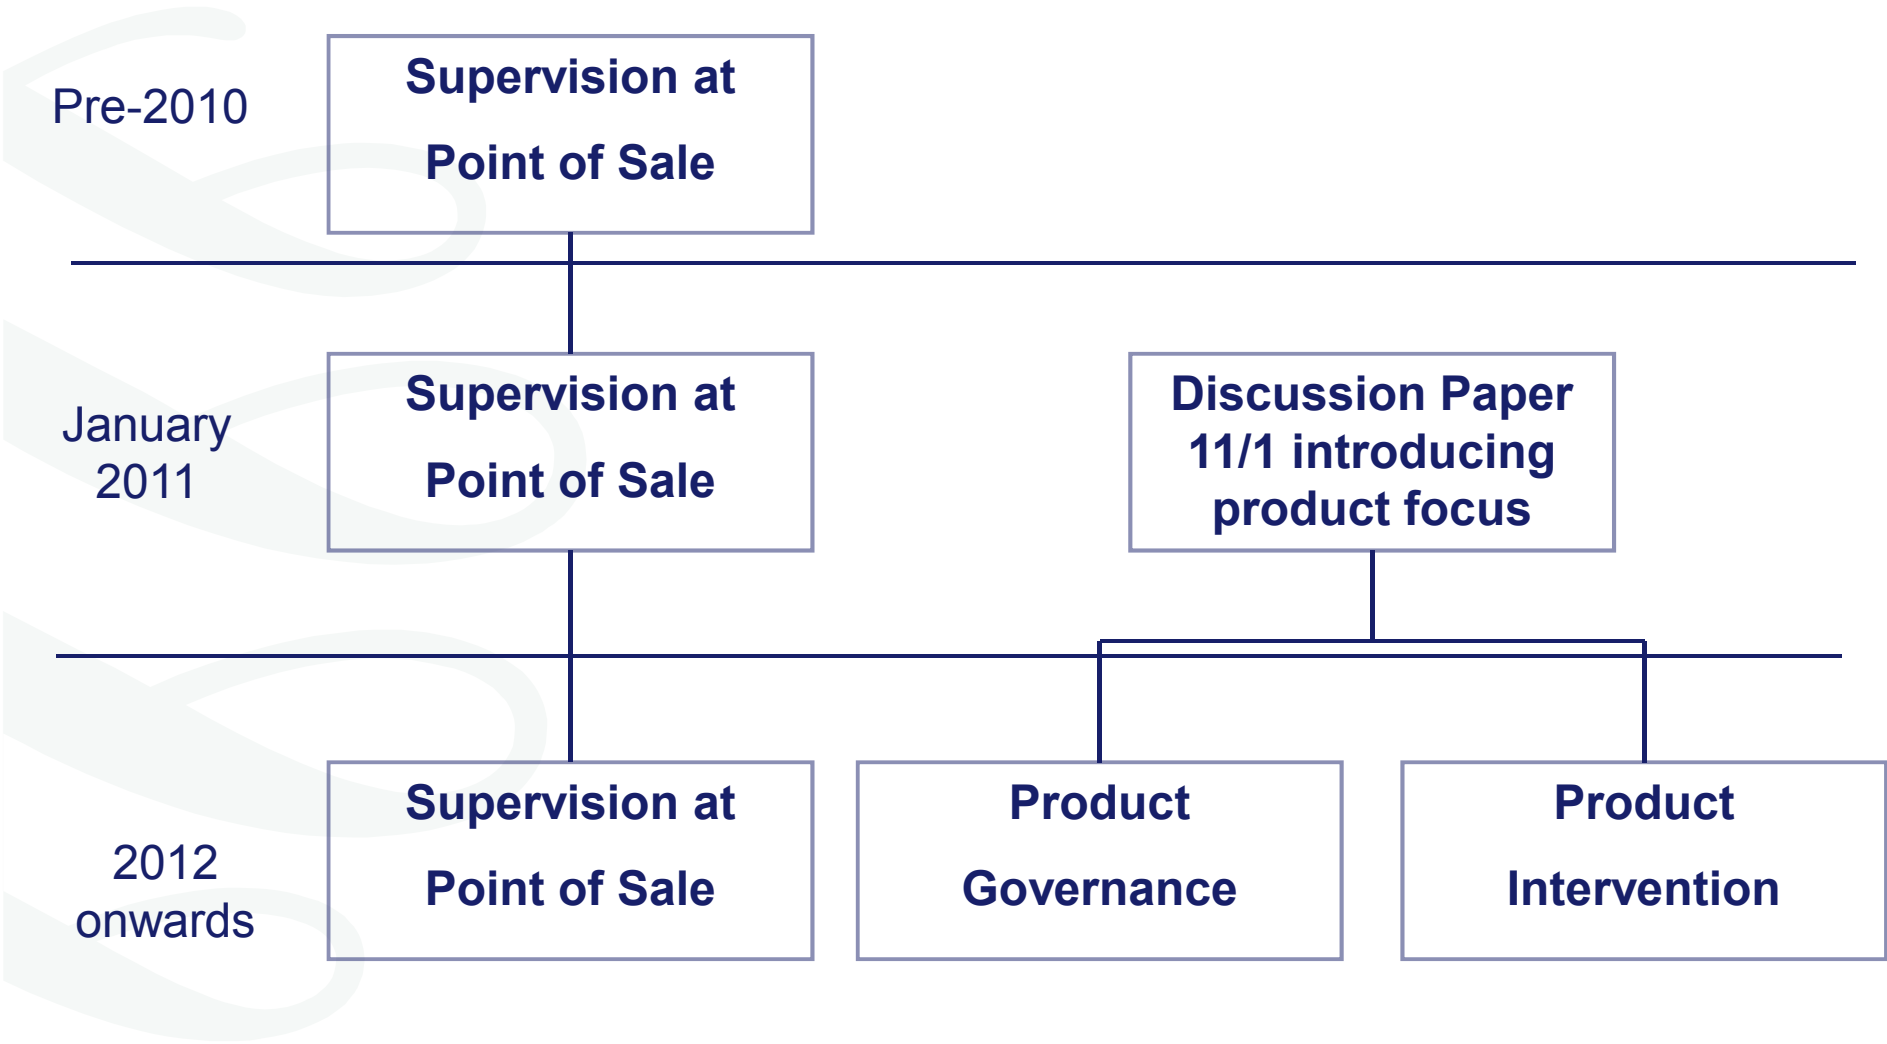 Pre-2010
Supervision at
Point of Sale
January
2011
Supervision at
Point of Sale
Discussion Paper
11/1 introducing
product focus
2012
onwards
Supervision at
Point of Sale
Product
Governance
Product
Intervention